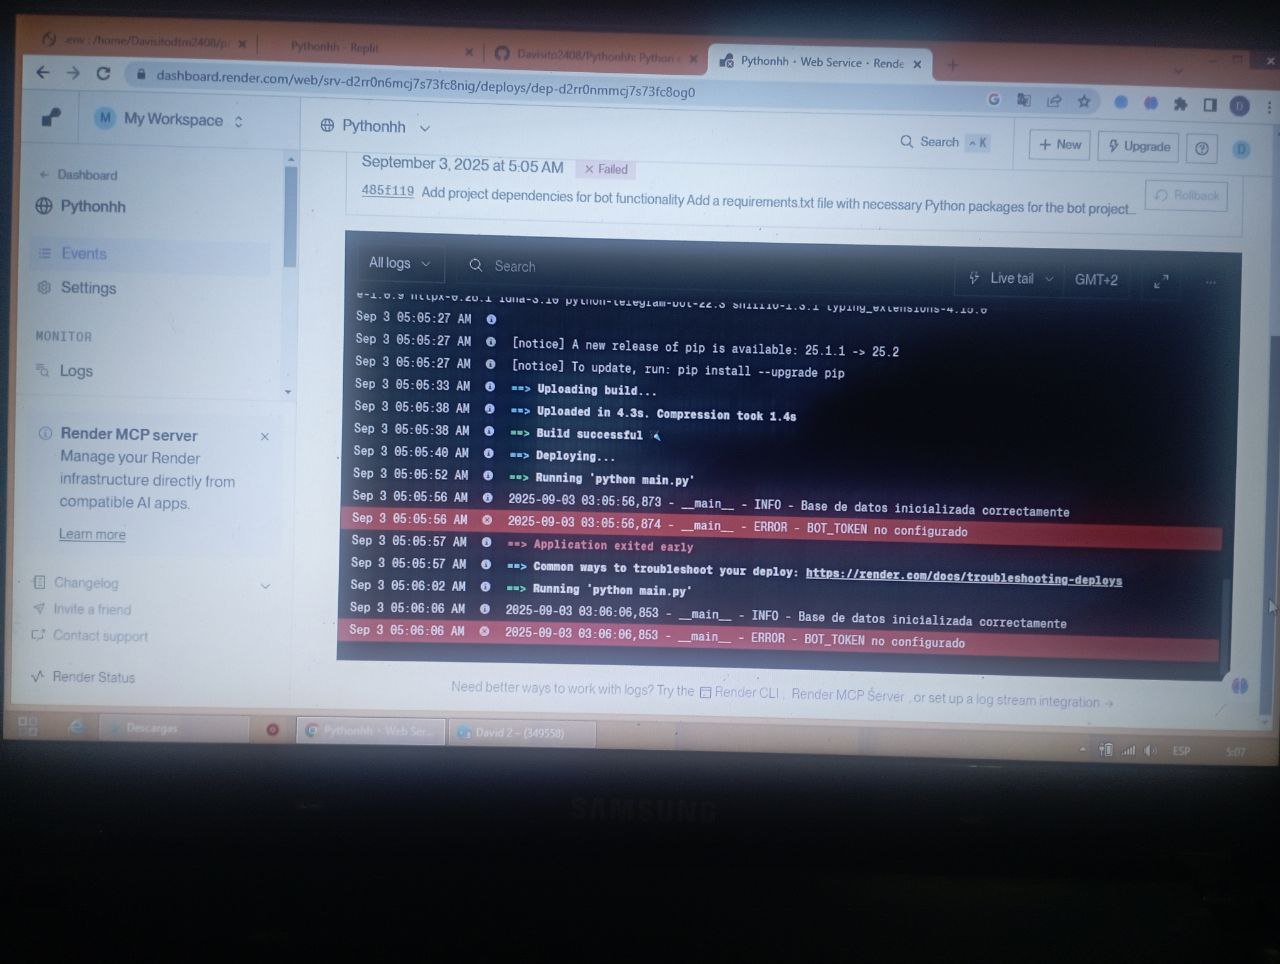 .env : /home/Davisitodtm2408/p
Pythonhh - Replit
Davisito2408/Pythonhh: Python
Pythonhh · Web Service · Rende
dashboard.render.com/web/srv-d2rr0n6mcj7s73fc8nig/deploys/dep-d2rr0nmmcj7s73fc8og0
M My Workspace
Pythonhh
Search
K
+ New
Upgrade
D
← Dashboard
Pythonhh
Events
Settings
MONITOR
Logs
Render MCP server
Manage your Render
infrastructure directly from
compatible AI apps.
Learn more
Changelog
Invite a friend
Contact support
Render Status
September 3, 2025 at 5:05 AM
Failed
485f119 Add project dependencies for bot functionality Add a requirements.txt file with necessary Python packages for the bot project...
Rollback
All logs
Search
Live tail
GMT+2
e-1.0.9 httpx-0.28.1 idna-3.10 python-telegram-bot-22.3 sniffio-1.3.1 typing_extensions-4.15.0
Sep 3 05:05:27 AM
Sep 3 05:05:27 AM [notice] A new release of pip is available: 25.1.1 -> 25.2
Sep 3 05:05:27 AM [notice] To update, run: pip install --upgrade pip
Sep 3 05:05:33 AM ==> Uploading build...
Sep 3 05:05:38 AM ==> Uploaded in 4.3s. Compression took 1.4s
Sep 3 05:05:38 AM ==> Build successful
Sep 3 05:05:40 AM ==> Deploying...
Sep 3 05:05:52 AM ==> Running 'python main.py'
Sep 3 05:05:56 AM 2025-09-03 03:05:56,873 - __main__ - INFO - Base de datos inicializada correctamente
Sep 3 05:05:56 AM 2025-09-03 03:05:56,874 - __main__ - ERROR - BOT_TOKEN no configurado
Sep 3 05:05:57 AM ==> Application exited early
Sep 3 05:05:57 AM ==> Common ways to troubleshoot your deploy: https://render.com/docs/troubleshooting-deploys
Sep 3 05:06:02 AM ==> Running 'python main.py'
Sep 3 05:06:06 AM 2025-09-03 03:06:06,853 - __main__ - INFO - Base de datos inicializada correctamente
Sep 3 05:06:06 AM 2025-09-03 03:06:06,853 - __main__ - ERROR - BOT_TOKEN no configurado
Need better ways to work with logs? Try the Render CLI, Render MCP Server, or set up a log stream integration →
Descargas
Pythonhh · Web Ser...
David 2 – (349558)
ESP
5:07
SAMSUNG